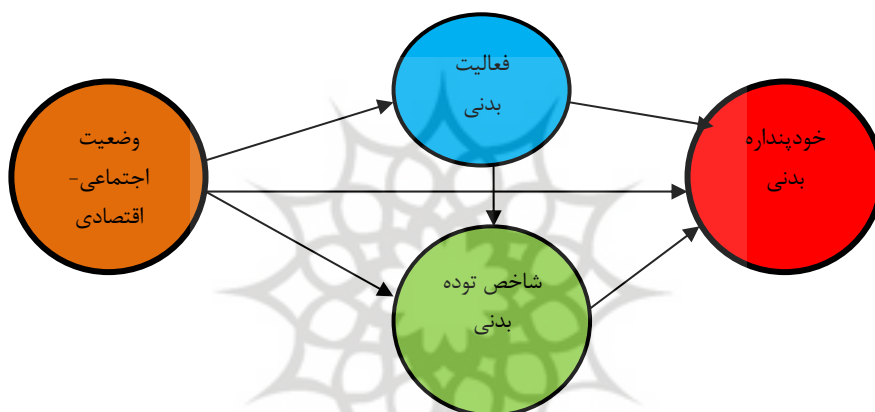 فعالیت
بدنی
وضعیت
اجتماعی-
اقتصادی
خودپنداره
بدنی
شاخص توده
بدنی